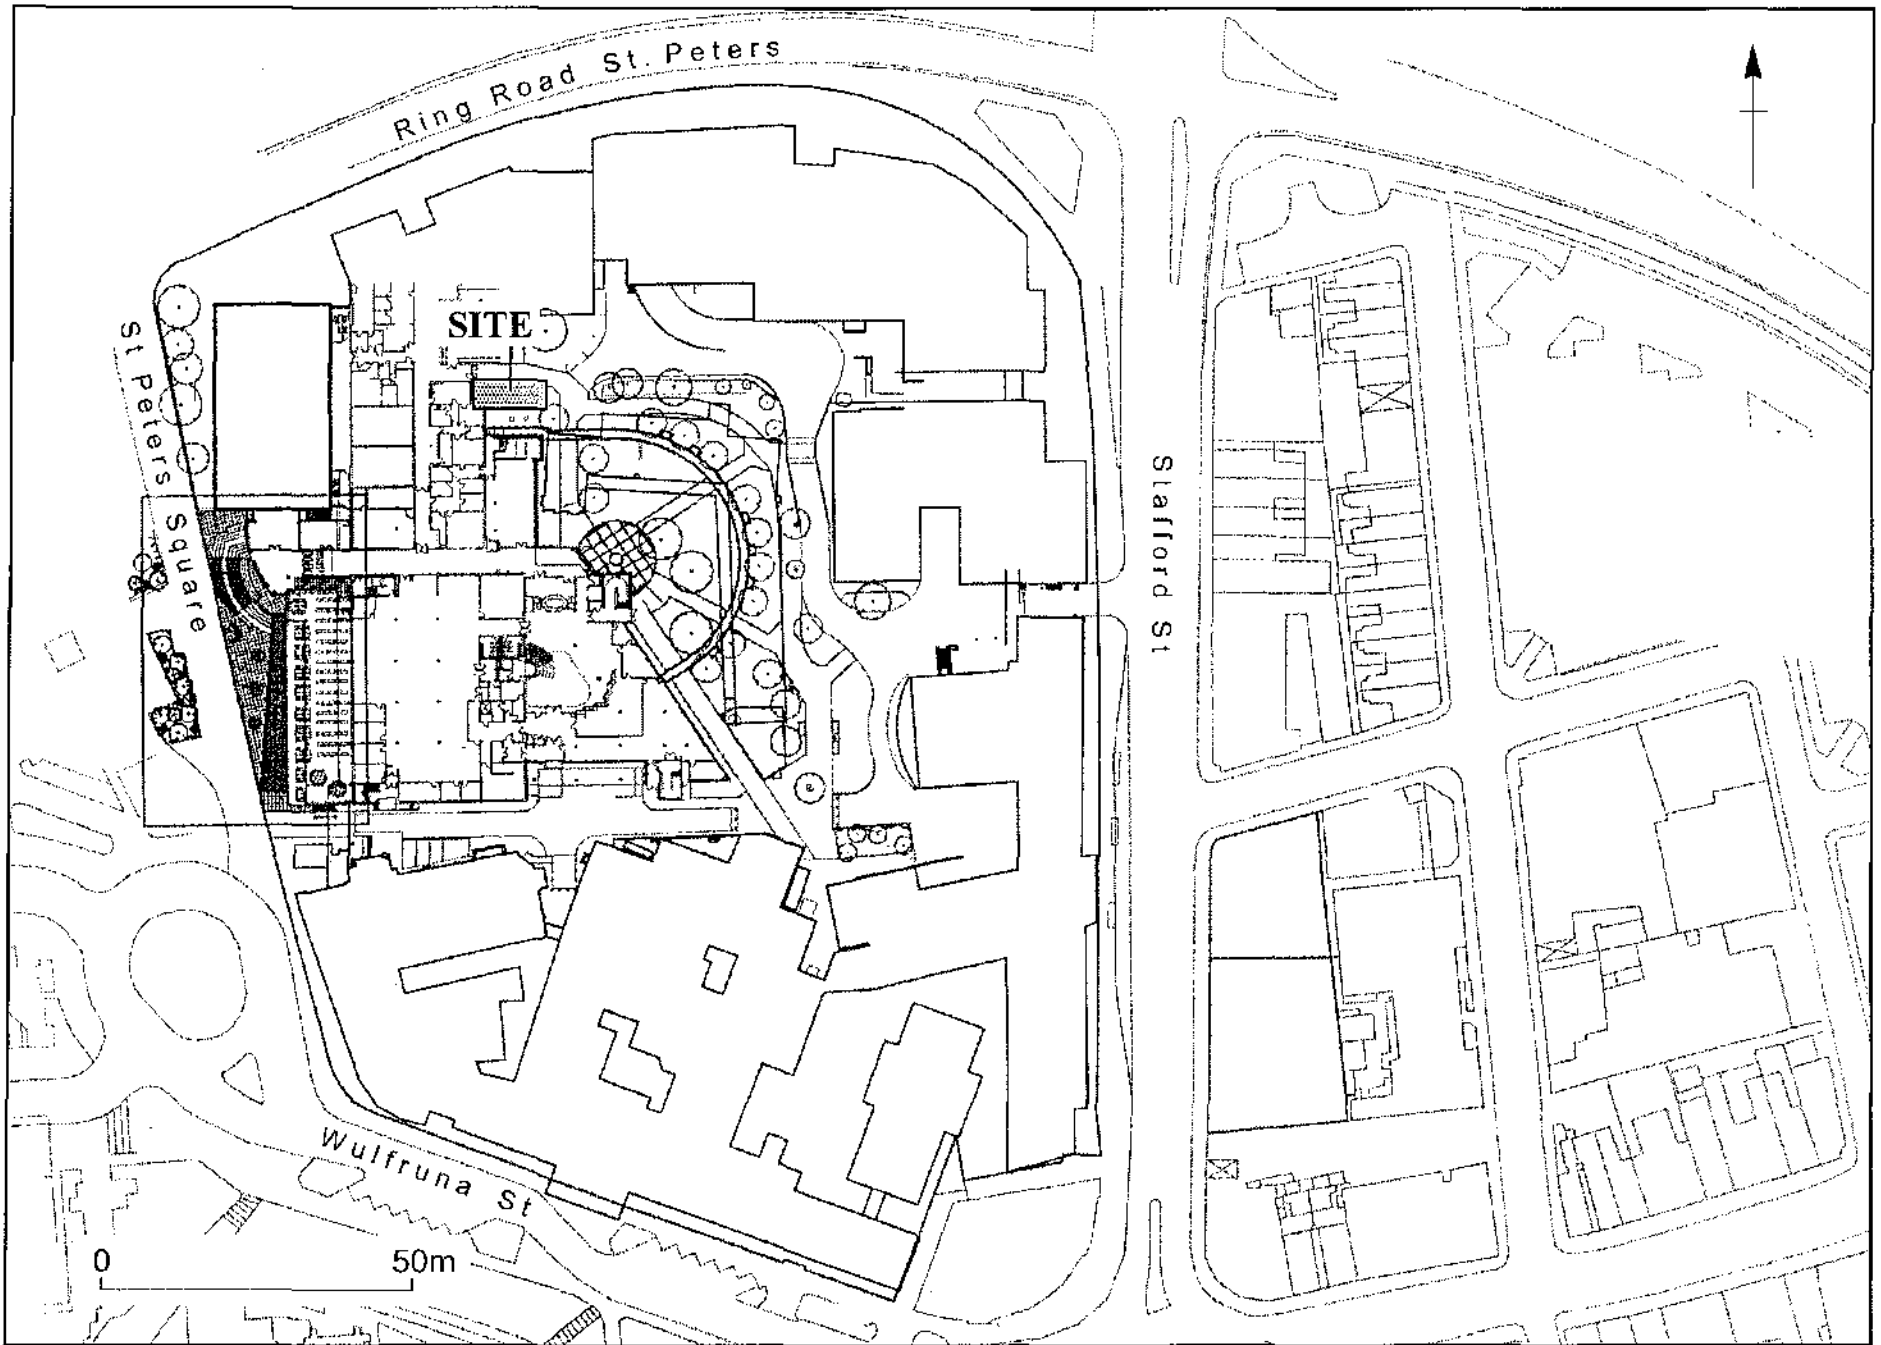 Ring Road St. Peters
SITE
St Peters Square
Stafford St
Wulfruna St
0 50m